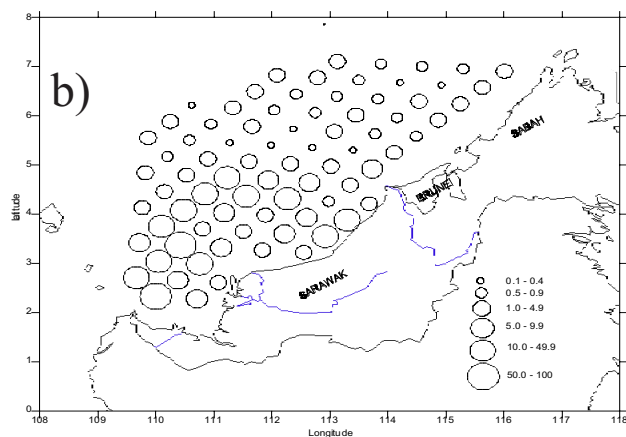 b)
8
7
6
5
4
3
2
1
0
latitude
SABAH
BRUNEI
SARAWAK
0.1 - 0.4
0.5 - 0.9
1.0 - 4.9
5.0 - 9.9
10.0 - 49.9
50.0 - 100
108 109 110 111 112 113 114 115 116 117 118
Longitude